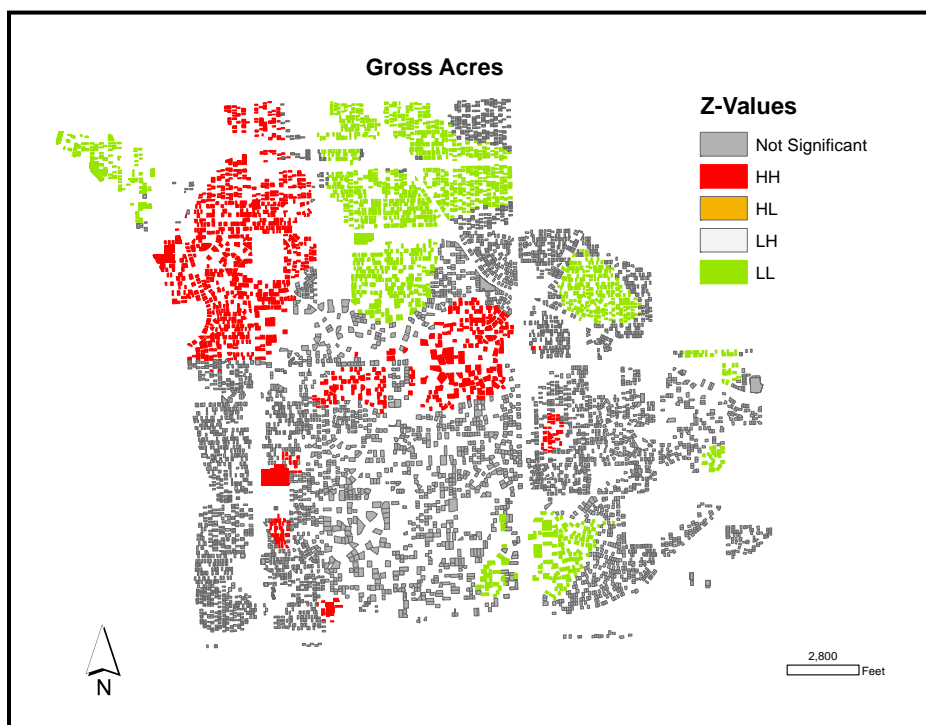 Gross Acres
Z-Values
Not Significant
HH
HL
LH
LL
N
2,800
Feet